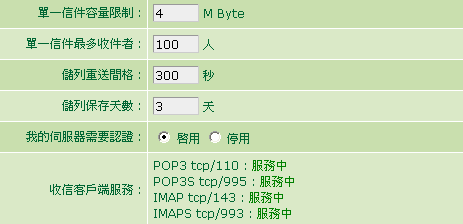 單一信件容量限制： 4 M Byte
單一信件最多收件者： 100 人
儲列重送間格： 300 秒
儲列保存天數： 3 天
我的伺服器需要認證： 啓用 停用
收信客戶端服務：
POP3 tcp/110：服務中
POP3S tcp/995：服務中
IMAP tcp/143：服務中
IMAPS tcp/993：服務中